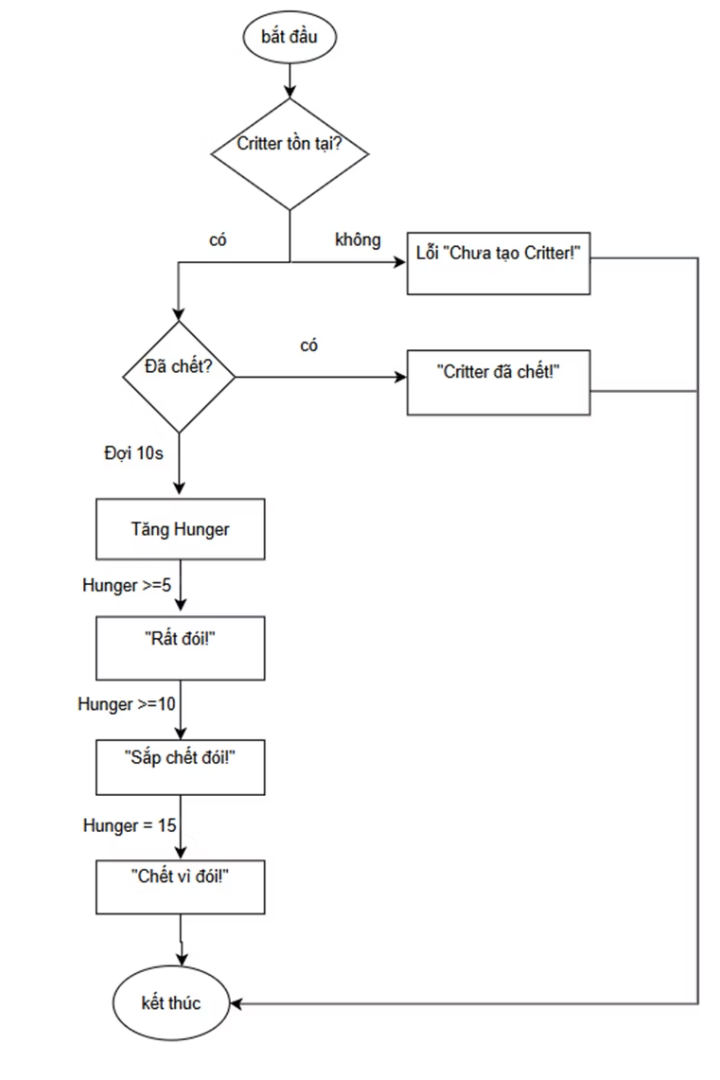 bắt đầu
Critter tồn tại?
có
không
Lỗi "Chưa tạo Critter!"
Đã chết?
có
"Critter đã chết!"
Đợi 10s
Tăng Hunger
Hunger >=5
"Rất đói!"
Hunger >=10
"Sắp chết đói!"
Hunger = 15
"Chết vì đói!"
kết thúc